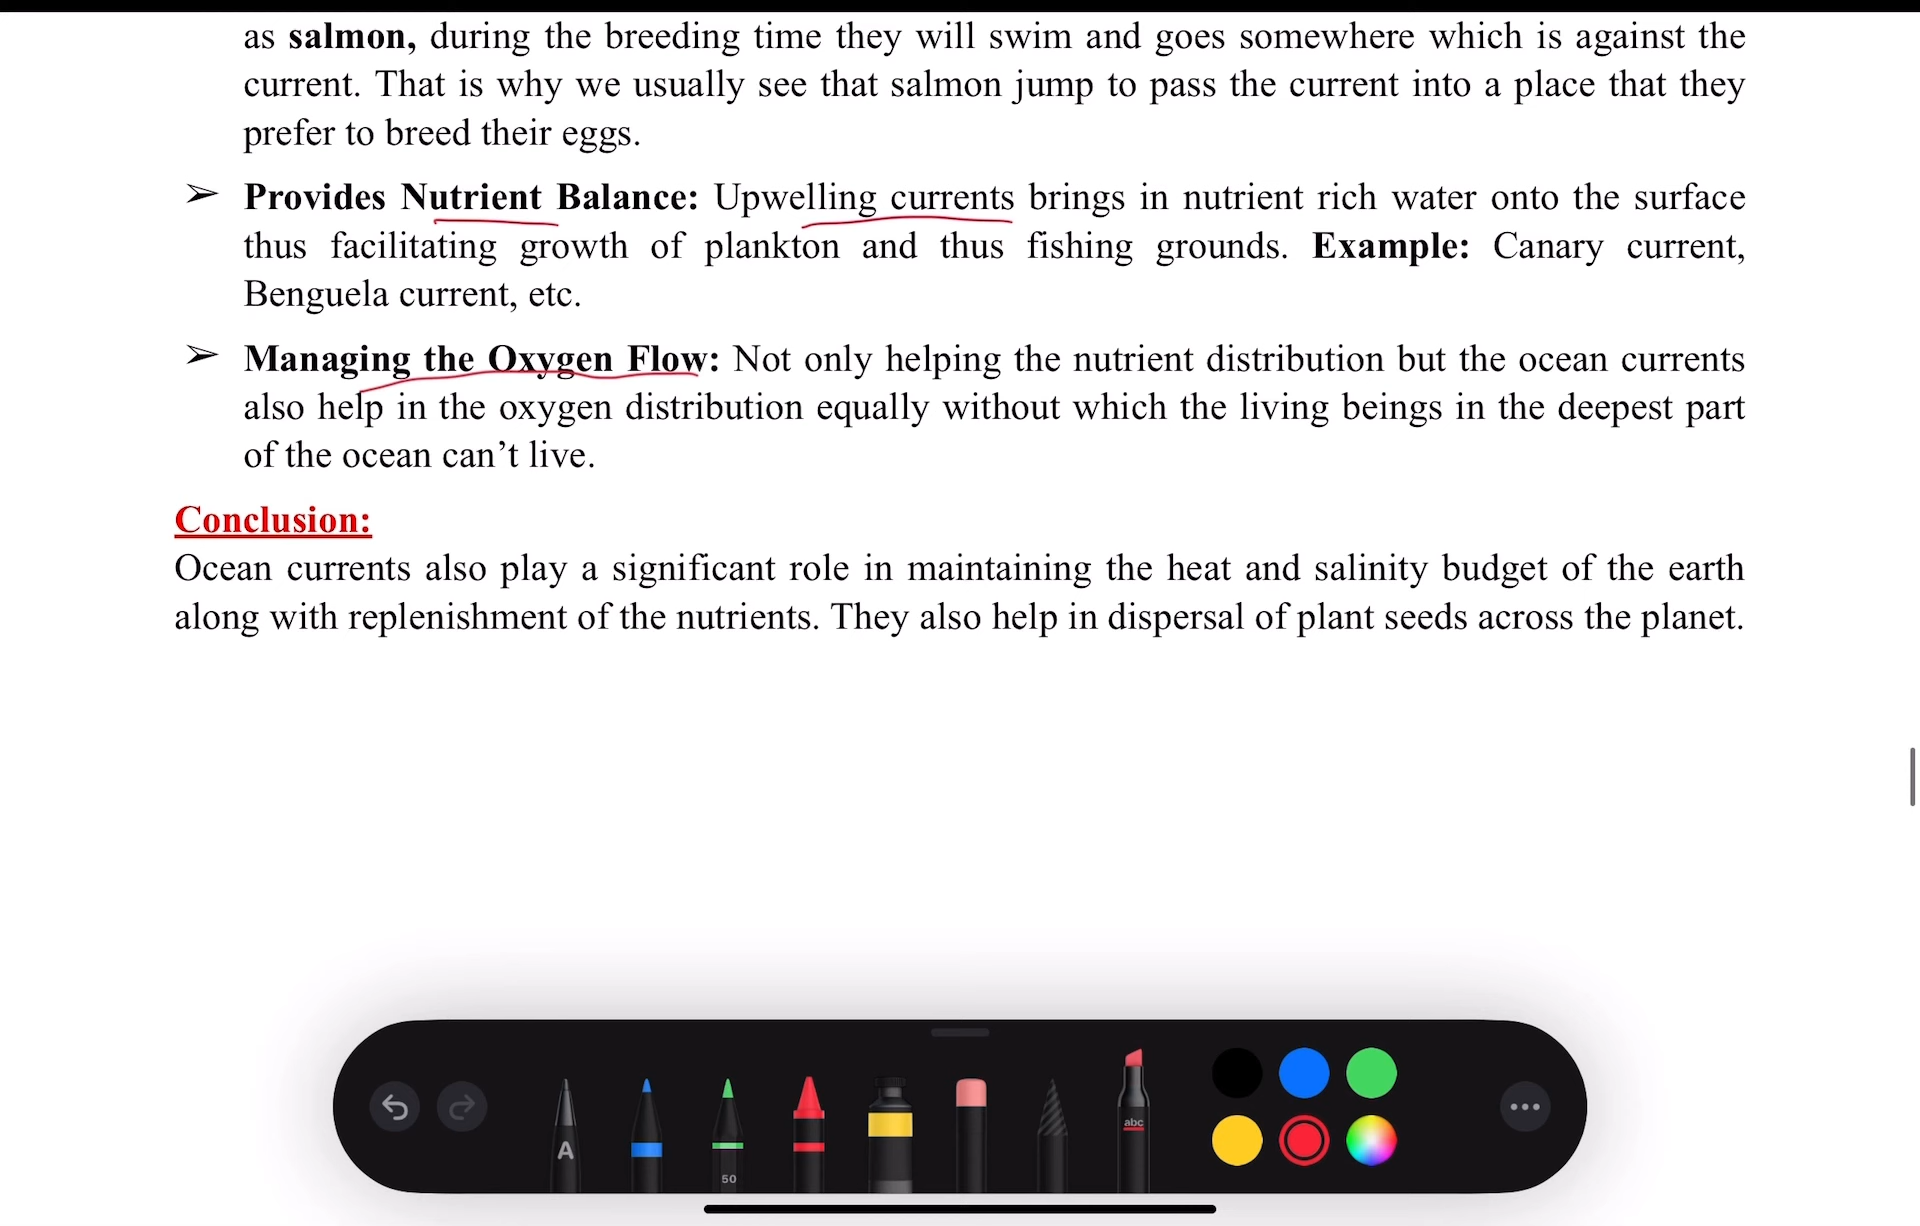 as salmon, during the breeding time they will swim and goes somewhere which is against the
current. That is why we usually see that salmon jump to pass the current into a place that they
prefer to breed their eggs.
➢ Provides Nutrient Balance: Upwelling currents brings in nutrient rich water onto the surface
thus facilitating growth of plankton and thus fishing grounds. Example: Canary current,
Benguela current, etc.
➢ Managing the Oxygen Flow: Not only helping the nutrient distribution but the ocean currents
also help in the oxygen distribution equally without which the living beings in the deepest part
of the ocean can’t live.
Conclusion:
Ocean currents also play a significant role in maintaining the heat and salinity budget of the earth
along with replenishment of the nutrients. They also help in dispersal of plant seeds across the planet.
A
50
abc